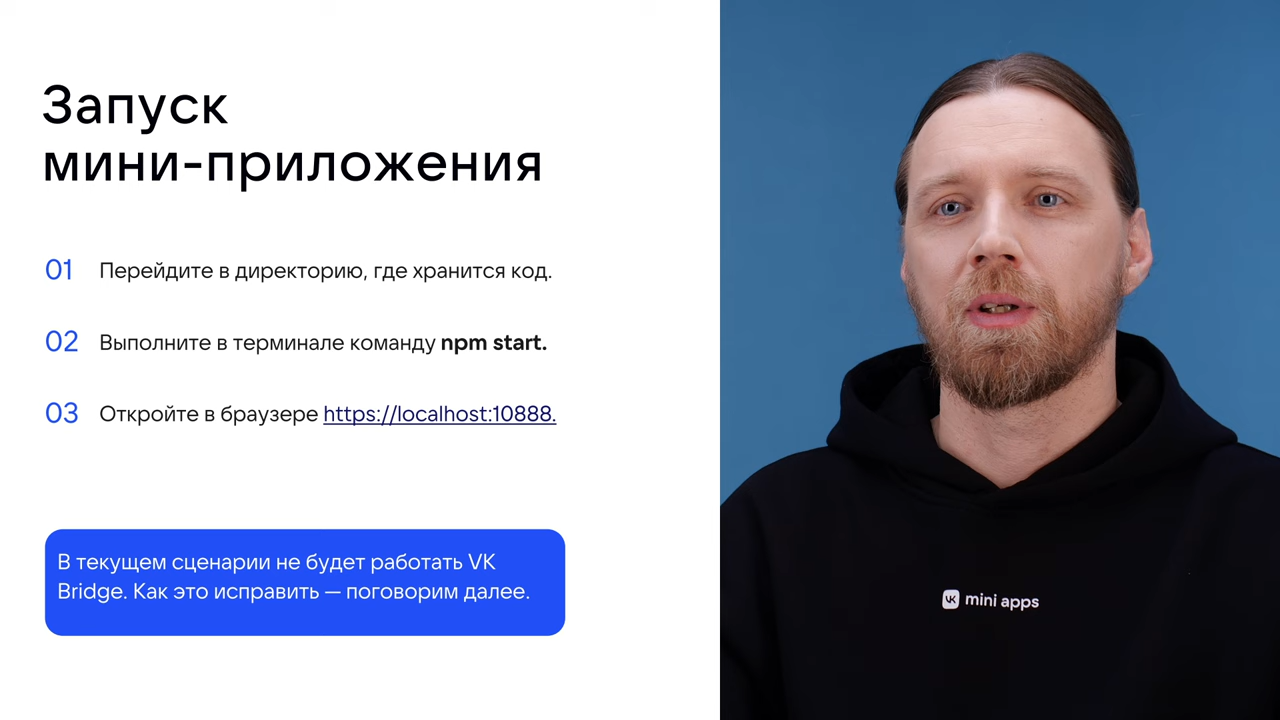 Запуск
мини-приложения
01 Перейдите в директорию, где хранится код.
02 Выполните в терминале команду npm start.
03 Откройте в браузере https://localhost:10888.
В текущем сценарии не будет работать VK
Bridge. Как это исправить — поговорим далее.
VK mini apps